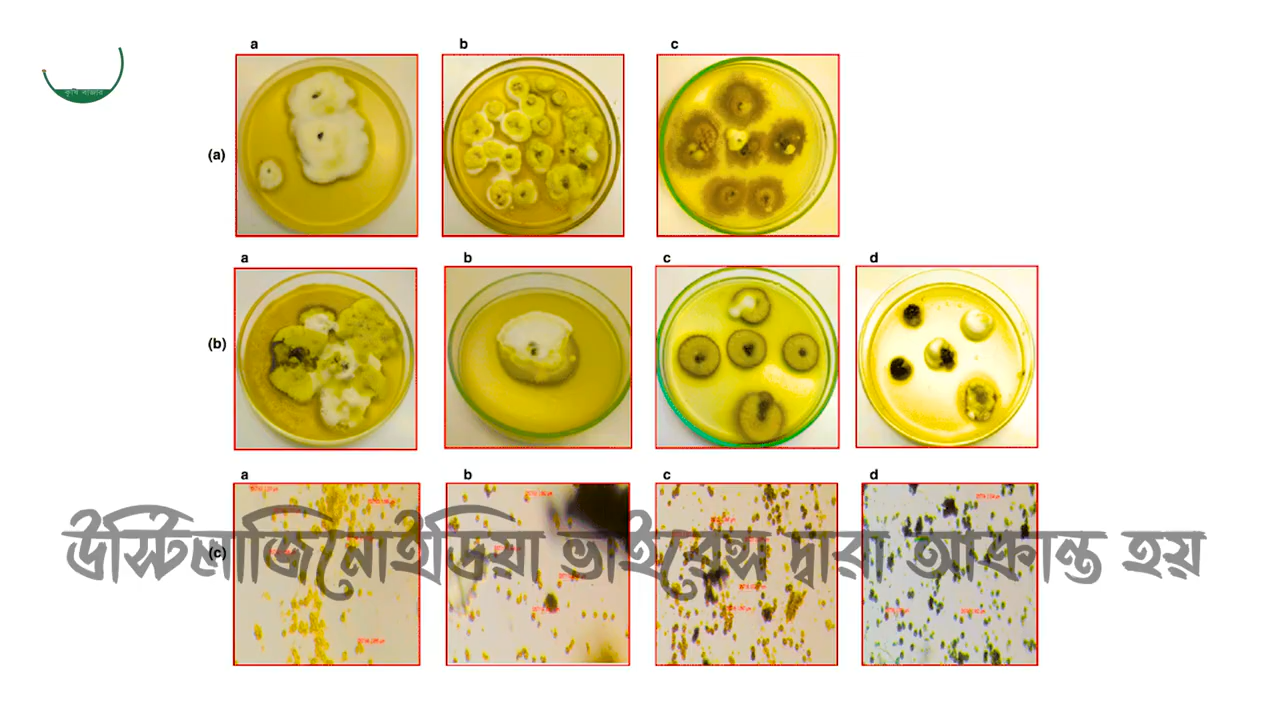 a b c
কৃষি বাজার
(a)
a b c d
(b)
a b c d
(c)
উস্টিলাজিনোইডিয়া ভাইরেন্স দ্বারা আক্রান্ত হয়